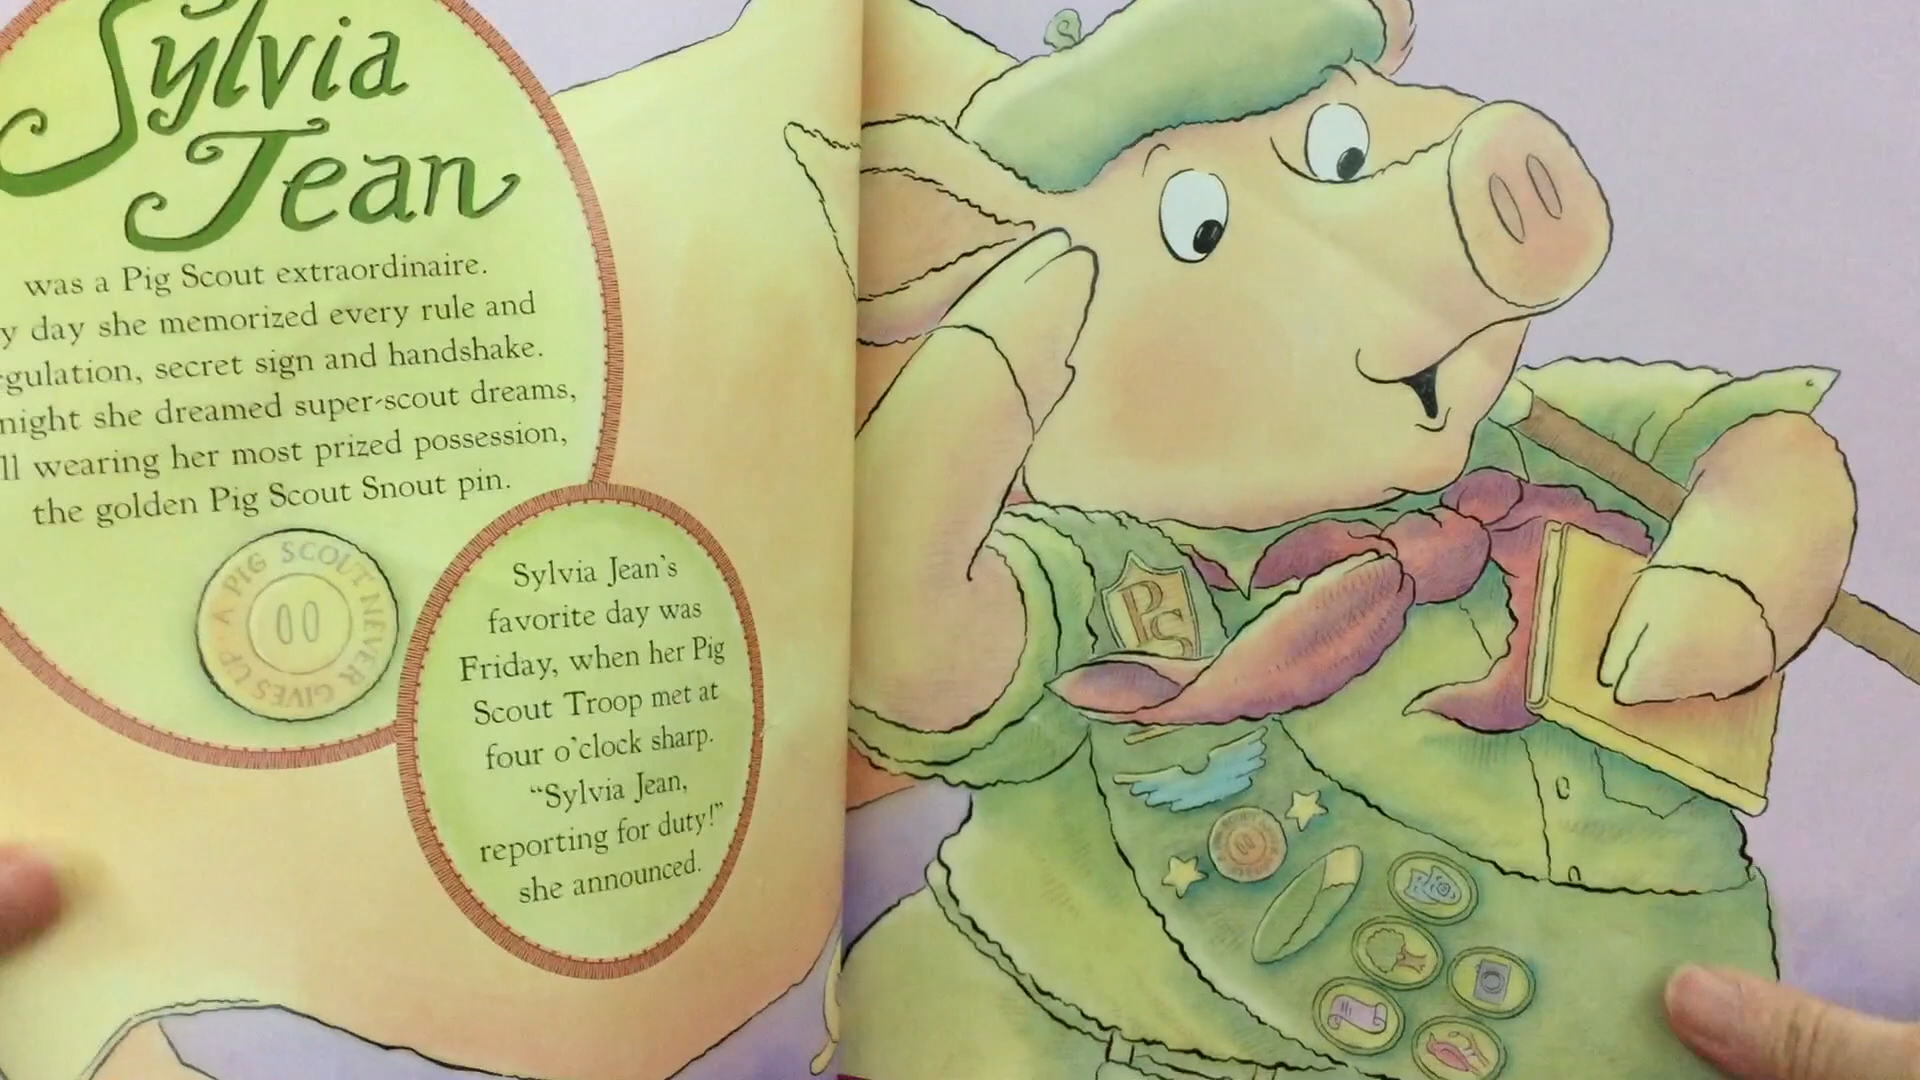 Sylvia
Jean
was a Pig Scout extraordinaire.
day she memorized every rule and
gulation, secret sign and handshake.
night she dreamed super-scout dreams,
ll wearing her most prized possession,
the golden Pig Scout Snout pin.
A PIG SCOUT NEVER GIVES UP
Sylvia Jean's
favorite day was
Friday, when her Pig
Scout Troop met at
four o'clock sharp.
“Sylvia Jean,
reporting for duty!”
she announced.
PS